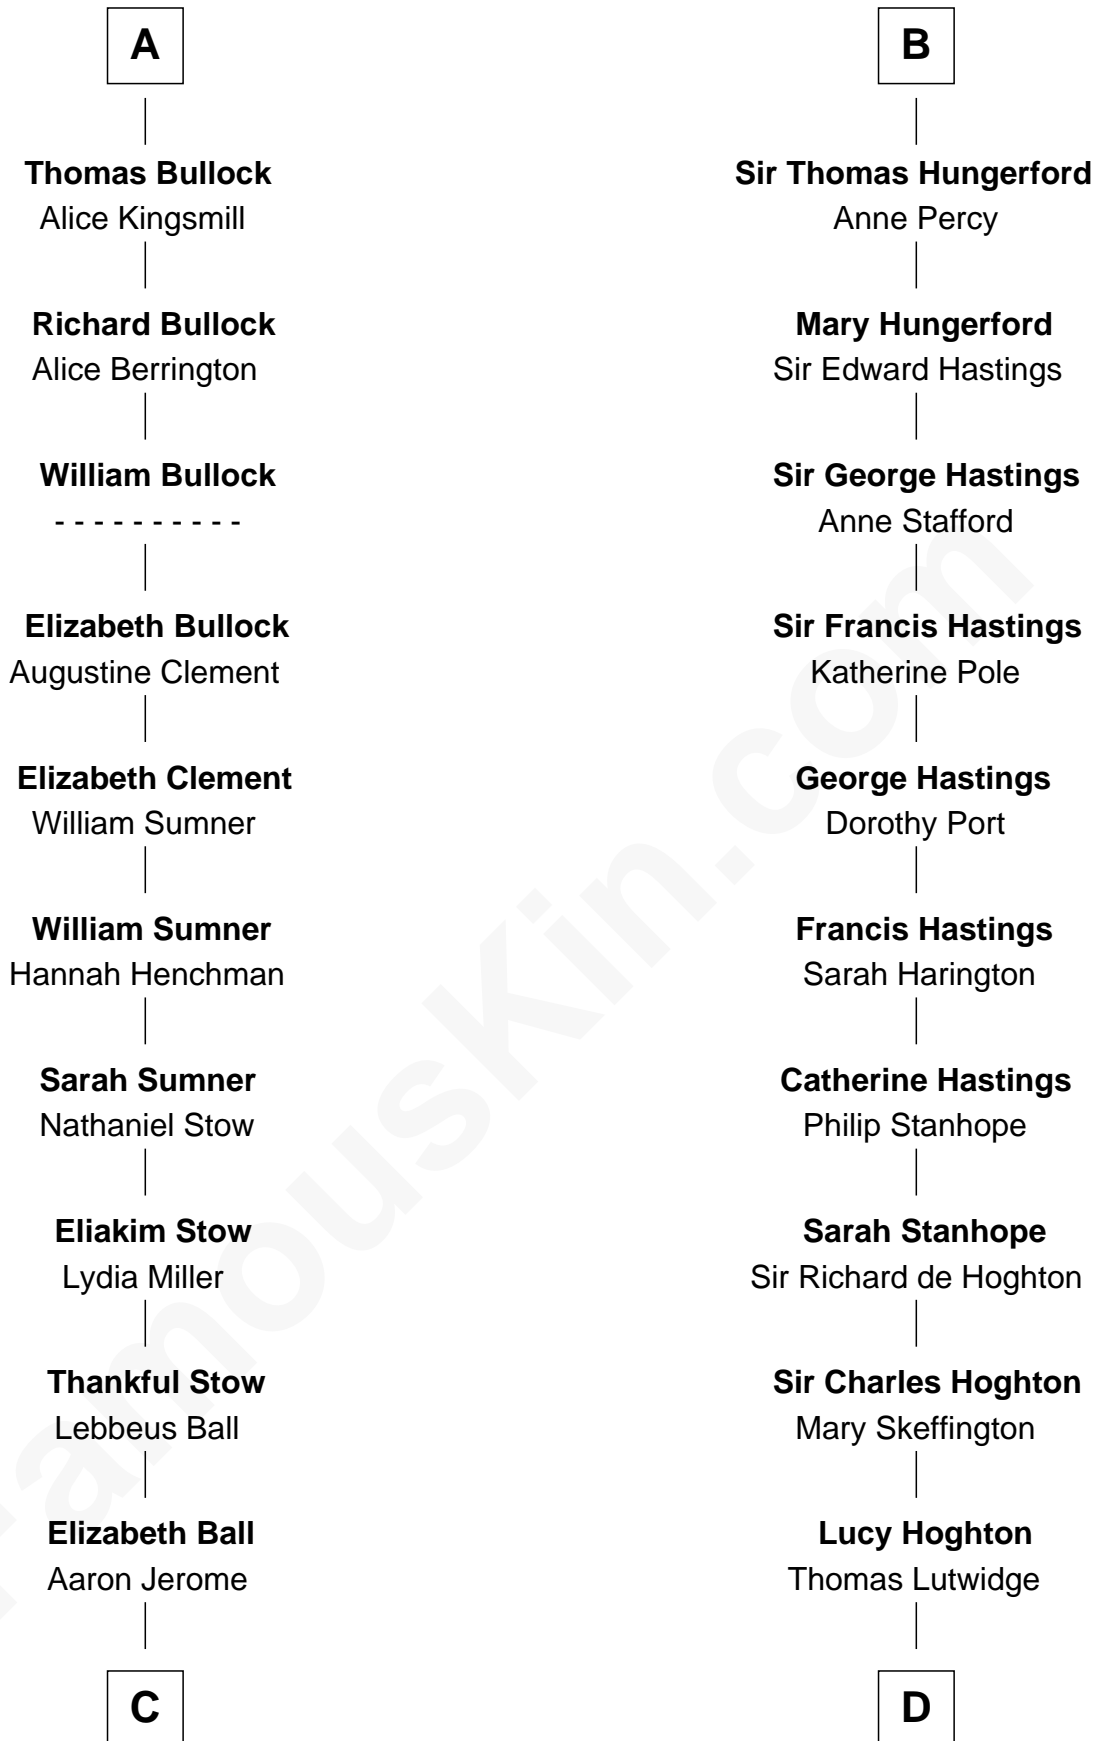 A
Thomas Bullock
Alice Kingsmill
Richard Bullock
Alice Berrington
William Bullock
- - - - - - - - - -
Elizabeth Bullock
Augustine Clement
Elizabeth Clement
William Sumner
William Sumner
Hannah Henchman
Sarah Sumner
Nathaniel Stow
Eliakim Stow
Lydia Miller
Thankful Stow
Lebbeus Ball
Elizabeth Ball
Aaron Jerome
C
B
Sir Thomas Hungerford
Anne Percy
Mary Hungerford
Sir Edward Hastings
Sir George Hastings
Anne Stafford
Sir Francis Hastings
Katherine Pole
George Hastings
Dorothy Port
Francis Hastings
Sarah Harington
Catherine Hastings
Philip Stanhope
Sarah Stanhope
Sir Richard de Hoghton
Sir Charles Hoghton
Mary Skeffington
Lucy Hoghton
Thomas Lutwidge
D
FamousKin.com